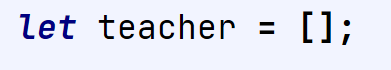 let teacher = [];